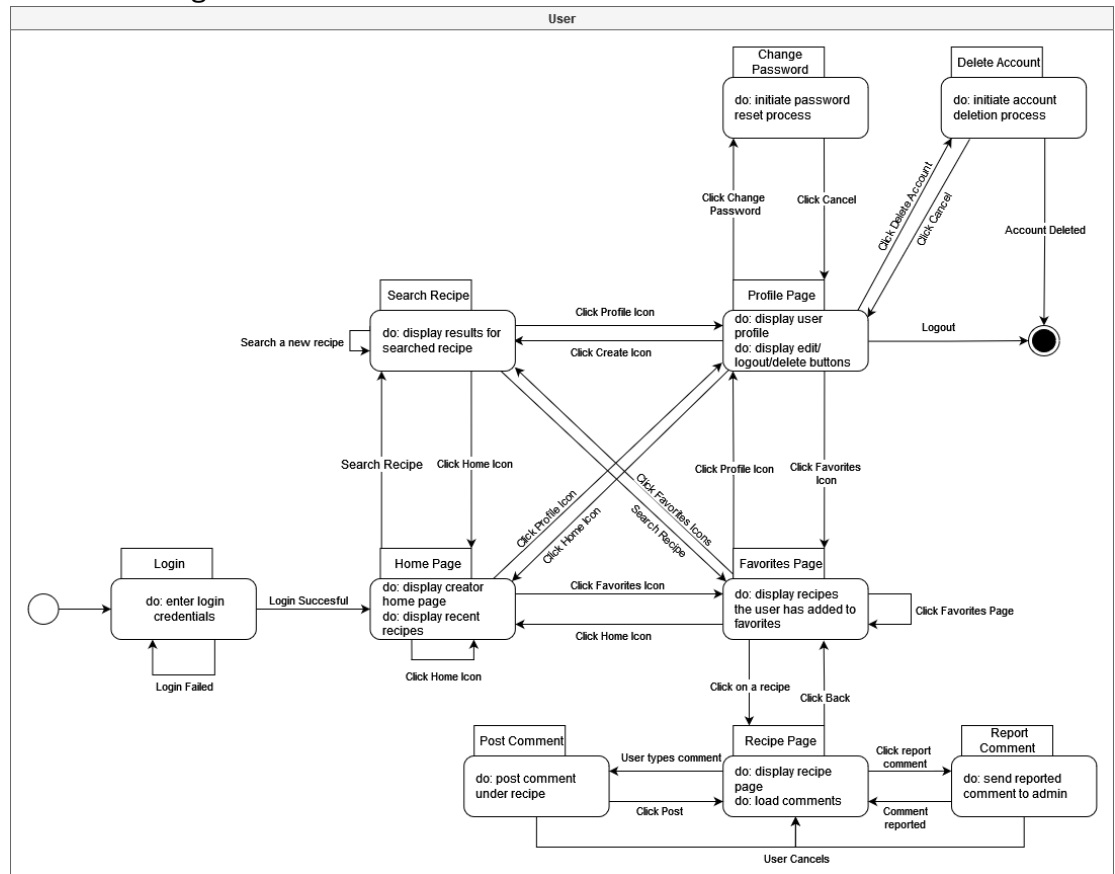 User
Change
Password
do: initiate password
reset process
Delete Account
do: initiate account
deletion process
Click Change
Password
Click Cancel
Click Delete Account
Click Cancel
Account Deleted
Search Recipe
do: display results for
searched recipe
Search a new recipe
Click Profile Icon
Click Create Icon
Profile Page
do: display user
profile
do: display edit/
logout/delete buttons
Logout
Search Recipe
Click Home Icon
Click Profile Icon
Click Home Icon
Click Favorites Icons
Search Recipe
Click Profile Icon
Click Favorites
Icon
Login
do: enter login
credentials
Login Succesful
Login Failed
Home Page
do: display creator
home page
do: display recent
recipes
Click Home Icon
Click Favorites Icon
Click Home Icon
Favorites Page
do: display recipes
the user has added to
favorites
Click Favorites Page
Click on a recipe
Click Back
Post Comment
do: post comment
under recipe
User types comment
Click Post
Recipe Page
do: display recipe
page
do: load comments
Click report
comment
Comment
reported
Report
Comment
do: send reported
comment to admin
User Cancels